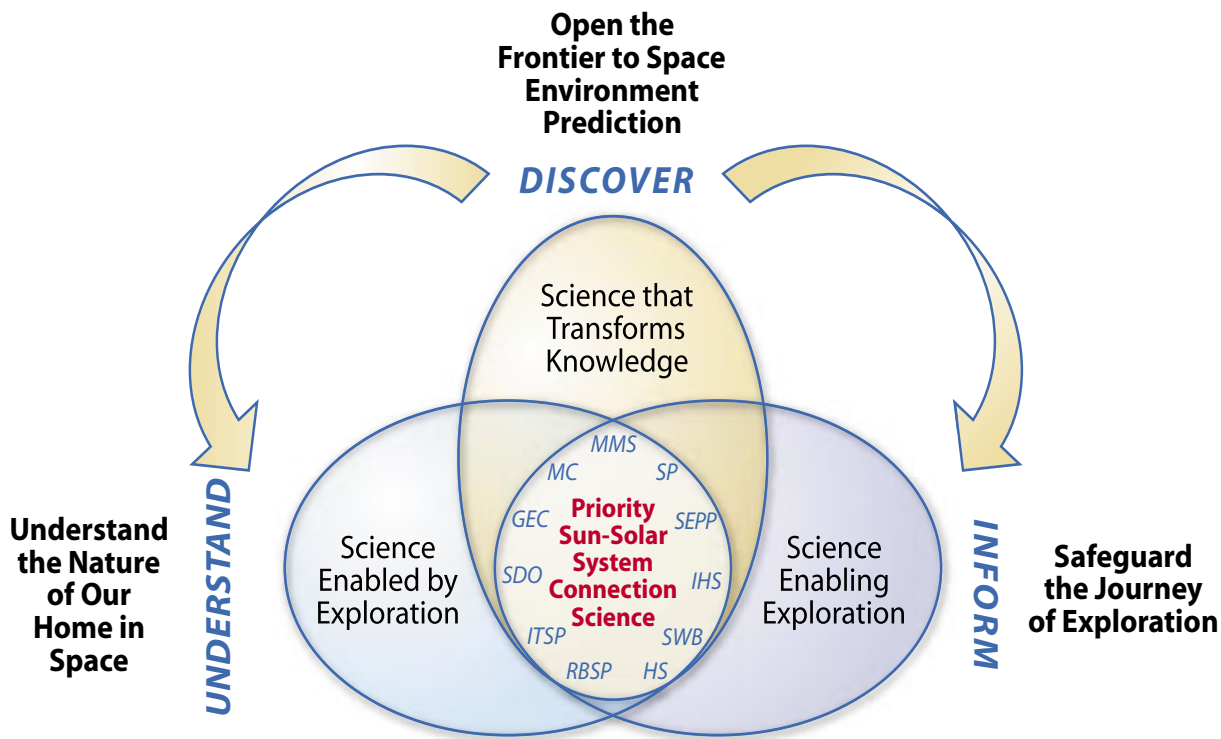 Open the
Frontier to Space
Environment
Prediction
DISCOVER
Science that
Transforms
Knowledge
MMS
MC
SP
GEC
SEPP
SDO
IHS
ITSP
SWB
RBSP
HS
Priority
Sun-Solar
System
Connection
Science
Science
Enabled by
Exploration
Science
Enabling
Exploration
UNDERSTAND
Understand
the Nature
of Our
Home in
Space
INFORM
Safeguard
the Journey
of Exploration